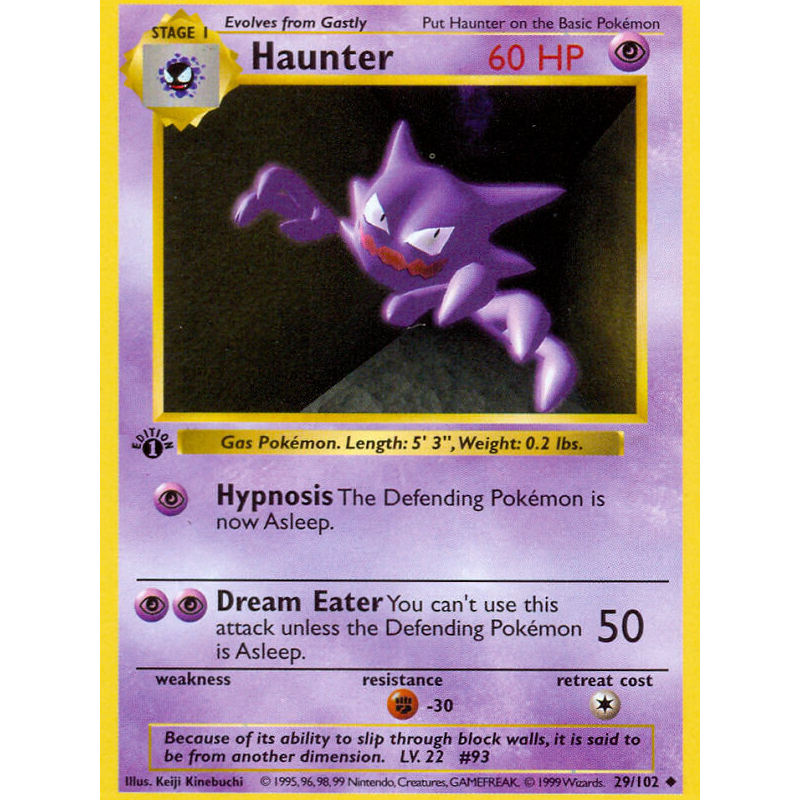 STAGE 1
Evolves from Gastly
Put Haunter on the Basic Pokémon
Haunter
60 HP
EDITION
1
Gas Pokémon. Length: 5' 3", Weight: 0.2 lbs.
Hypnosis The Defending Pokémon is
now Asleep.
Dream Eater You can't use this
attack unless the Defending Pokémon
is Asleep.
50
weakness
resistance
retreat cost
-30
Because of its ability to slip through block walls, it is said to
be from another dimension. LV. 22 #93
Illus. Keiji Kinebuchi
©1995, 96, 98, 99 Nintendo, Creatures, GAMEFREAK. ©1999 Wizards.
29/102